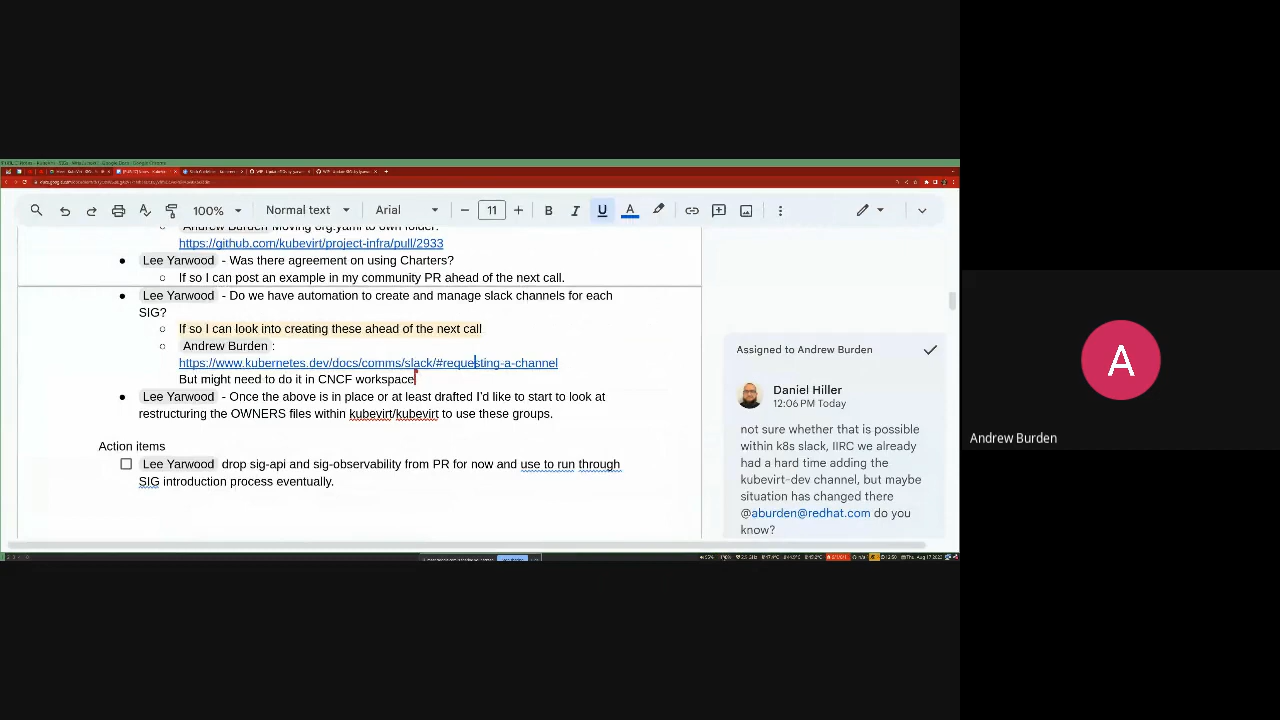 100%
Normal text
Arial
11
Andrew Burden Moving org.yaml to own folder:
https://github.com/kubevirt/project-infra/pull/2933
Lee Yarwood - Was there agreement on using Charters?
If so I can post an example in my community PR ahead of the next call.
Lee Yarwood - Do we have automation to create and manage slack channels for each
SIG?
If so I can look into creating these ahead of the next call
Andrew Burden :
https://www.kubernetes.dev/docs/comms/slack/#requesting-a-channel
But might need to do it in CNCF workspace
Lee Yarwood - Once the above is in place or at least drafted I'd like to start to look at
restructuring the OWNERS files within kubevirt/kubevirt to use these groups.
Action items
Lee Yarwood drop sig-api and sig-observability from PR for now and use to run through
SIG introduction process eventually.
Assigned to Andrew Burden
Daniel Hiller
12:06 PM Today
not sure whether that is possible
within k8s slack, IIRC we already
had a hard time adding the
kubevirt-dev channel, but maybe
situation has changed there
@aburden@redhat.com do you
know?
A
Andrew Burden